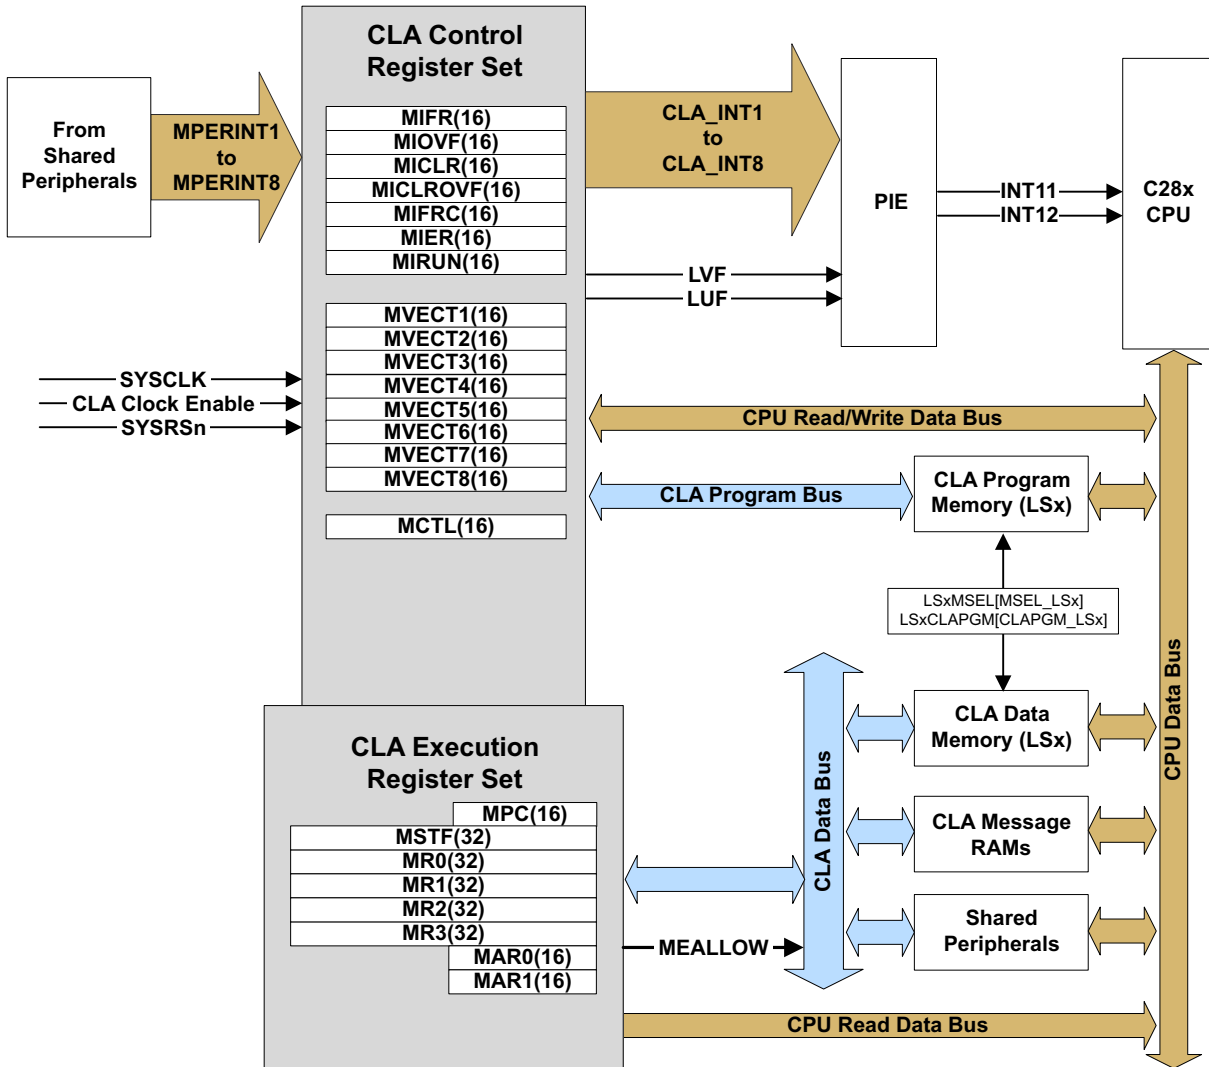 CLA Control
Register Set
From
Shared
Peripherals
MPERINT1
to
MPERINT8
MIFR(16)
MIOVF(16)
MICLR(16)
MICLROVF(16)
MIFRC(16)
MIER(16)
MIRUN(16)
CLA_INT1
to
CLA_INT8
PIE
INT11
INT12
C28x
CPU
LVF
LUF
MVECT1(16)
MVECT2(16)
MVECT3(16)
MVECT4(16)
MVECT5(16)
MVECT6(16)
MVECT7(16)
MVECT8(16)
SYSCLK
CLA Clock Enable
SYSRSn
CPU Read/Write Data Bus
CLA Program Bus
CLA Program
Memory (LSx)
MCTL(16)
LSxMSEL[MSEL_LSx]
LSxCLAPGM[CLAPGM_LSx]
CPU Data Bus
CLA Data Bus
CLA Data
Memory (LSx)
CLA Message
RAMs
Shared
Peripherals
CLA Execution
Register Set
MPC(16)
MSTF(32)
MR0(32)
MR1(32)
MR2(32)
MR3(32)
MAR0(16)
MAR1(16)
MEALLOW
CPU Read Data Bus